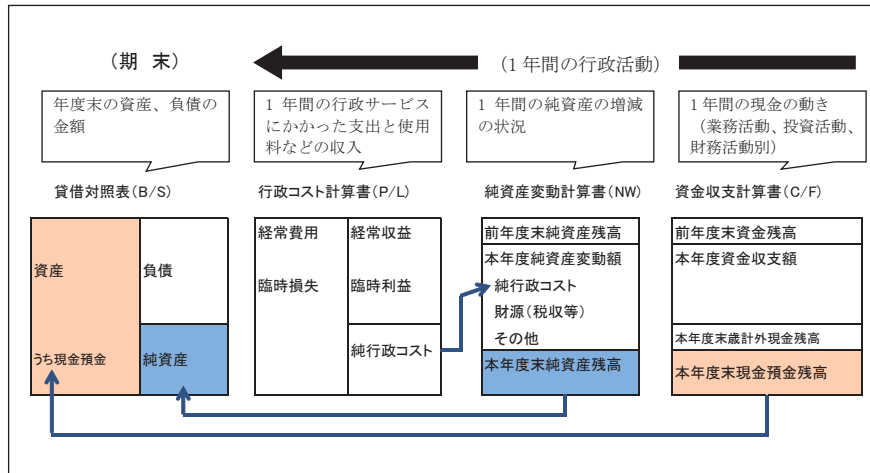 (期 末)
(1 年間の行政活動)
年度末の資産、負債の
金額
1 年間の行政サービス
にかかった支出と使用
料などの収入
1 年間の純資産の増減
の状況
1 年間の現金の動き
(業務活動、投資活動、
財務活動別)
貸借対照表(B/S)
行政コスト計算書(P/L)
純資産変動計算書(NW)
資金収支計算書(C/F)
資産
うち現金預金
負債
純資産
経常費用
臨時損失
経常収益
臨時利益
純行政コスト
前年度末純資産残高
本年度純資産変動額
純行政コスト
財源(税収等)
その他
本年度末純資産残高
前年度末資金残高
本年度資金収支額
本年度末歳計外現金残高
本年度末現金預金残高